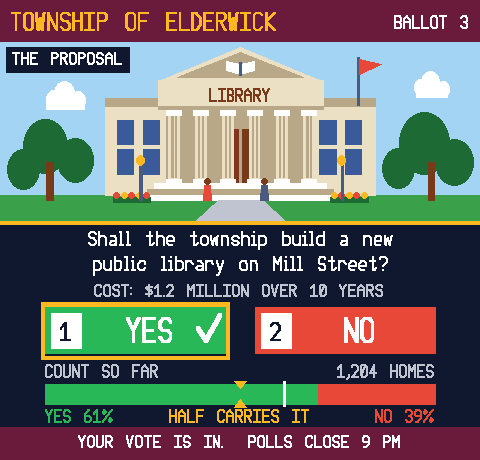 TOWNSHIP OF ELDERWICK
BALLOT 3
THE PROPOSAL
LIBRARY
Shall the township build a new
public library on Mill Street?
COST: $1.2 MILLION OVER 10 YEARS
1 YES
2 NO
COUNT SO FAR
1,204 HOMES
YES 61%
HALF CARRIES IT
NO 39%
YOUR VOTE IS IN. POLLS CLOSE 9 PM